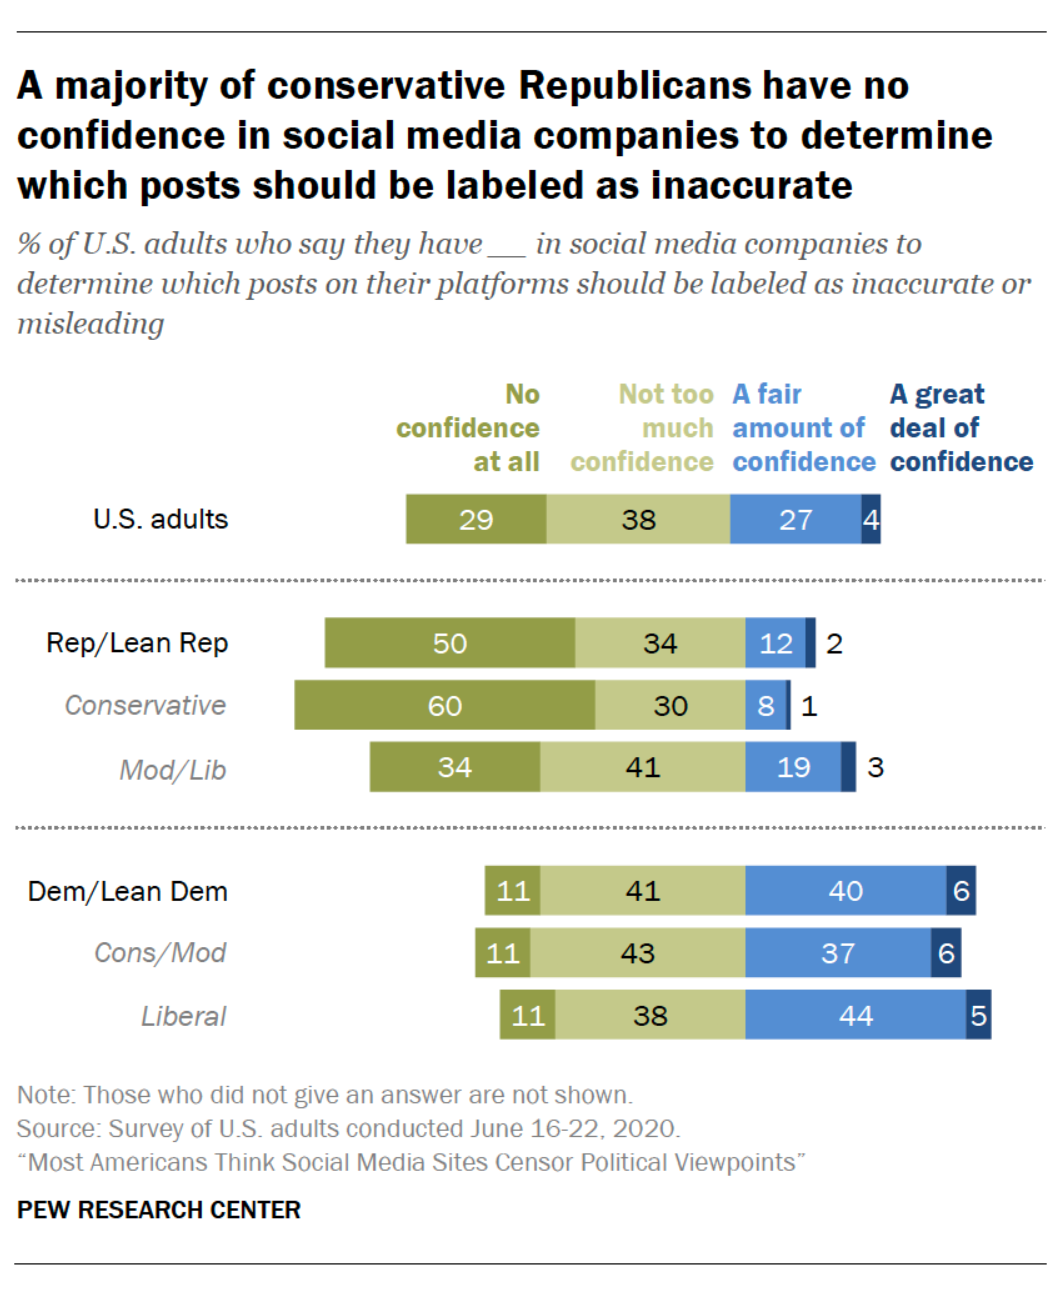 A majority of conservative Republicans have no
confidence in social media companies to determine
which posts should be labeled as inaccurate
% of U.S. adults who say they have ___ in social media companies to
determine which posts on their platforms should be labeled as inaccurate or
misleading
No confidence at all
Not too much confidence
A fair amount of confidence
A great deal of confidence
U.S. adults 29 38 27 4
Rep/Lean Rep 50 34 12 2
Conservative 60 30 8 1
Mod/Lib 34 41 19 3
Dem/Lean Dem 11 41 40 6
Cons/Mod 11 43 37 6
Liberal 11 38 44 5
Note: Those who did not give an answer are not shown.
Source: Survey of U.S. adults conducted June 16-22, 2020.
“Most Americans Think Social Media Sites Censor Political Viewpoints”
PEW RESEARCH CENTER